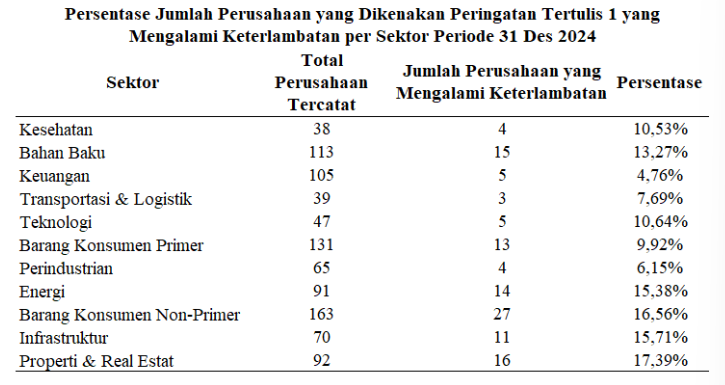 Persentase Jumlah Perusahaan yang Dikenakan Peringatan Tertulis 1 yang
Mengalami Keterlambatan per Sektor Periode 31 Des 2024
Sektor Total Perusahaan Tercatat Jumlah Perusahaan yang Mengalami Keterlambatan Persentase
Kesehatan 38 4 10,53%
Bahan Baku 113 15 13,27%
Keuangan 105 5 4,76%
Transportasi & Logistik 39 3 7,69%
Teknologi 47 5 10,64%
Barang Konsumen Primer 131 13 9,92%
Perindustrian 65 4 6,15%
Energi 91 14 15,38%
Barang Konsumen Non-Primer 163 27 16,56%
Infrastruktur 70 11 15,71%
Properti & Real Estat 92 16 17,39%